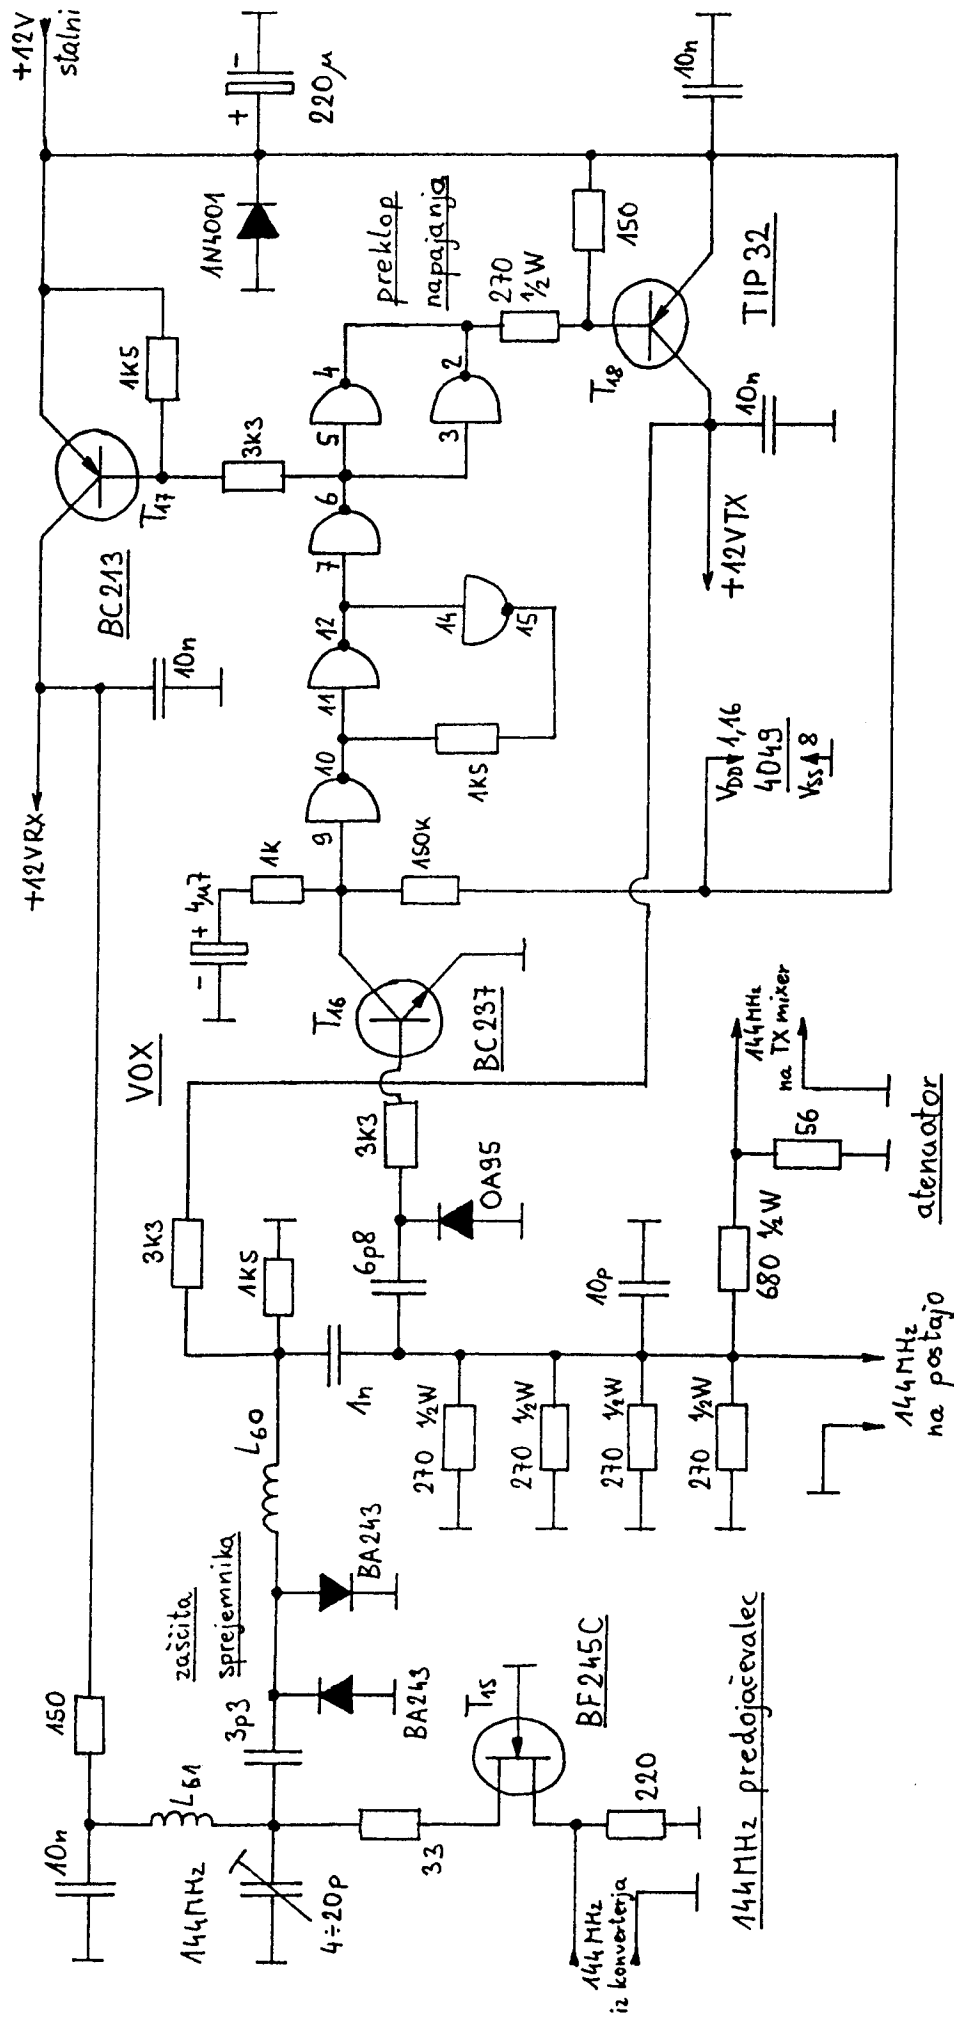 +12V
stalni
220µ
+
-
10n
1N4001
preklop
napajanja
270
½W
150
TIP32
T18
10n
+12VTX
1k5
3k3
T17
BC213
10n
+12VRX
4
5
2
3
6
7
12
11
14
15
10
9
1k5
VDD 1,16
4049
VSS 8
1k
150k
+ 4µ7
-
T16
BC237
VOX
3k3
3k3
OA95
6p8
1k5
1n
10p
L60
270 ½W
270 ½W
270 ½W
270 ½W
680 ½W
56
144MHz
na TX mixer
atenuator
144MHz
na postajo
zaščita
sprejemnika
BA243
BA243
3p3
150
L61
10n
144MHz
4÷20p
33
T15
BF245C
220
144MHz
iz konverterja
144MHz predojačevalec